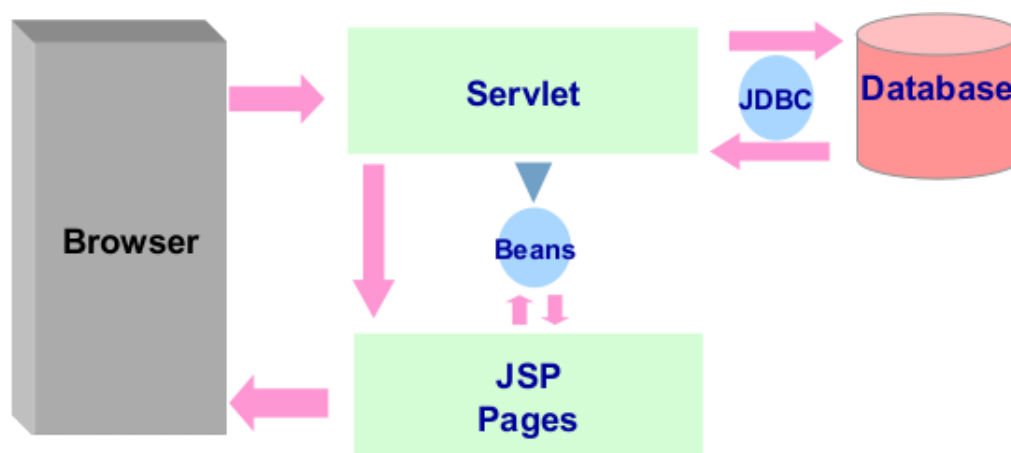 Servlet
JDBC
Database
Browser
Beans
JSP
Pages